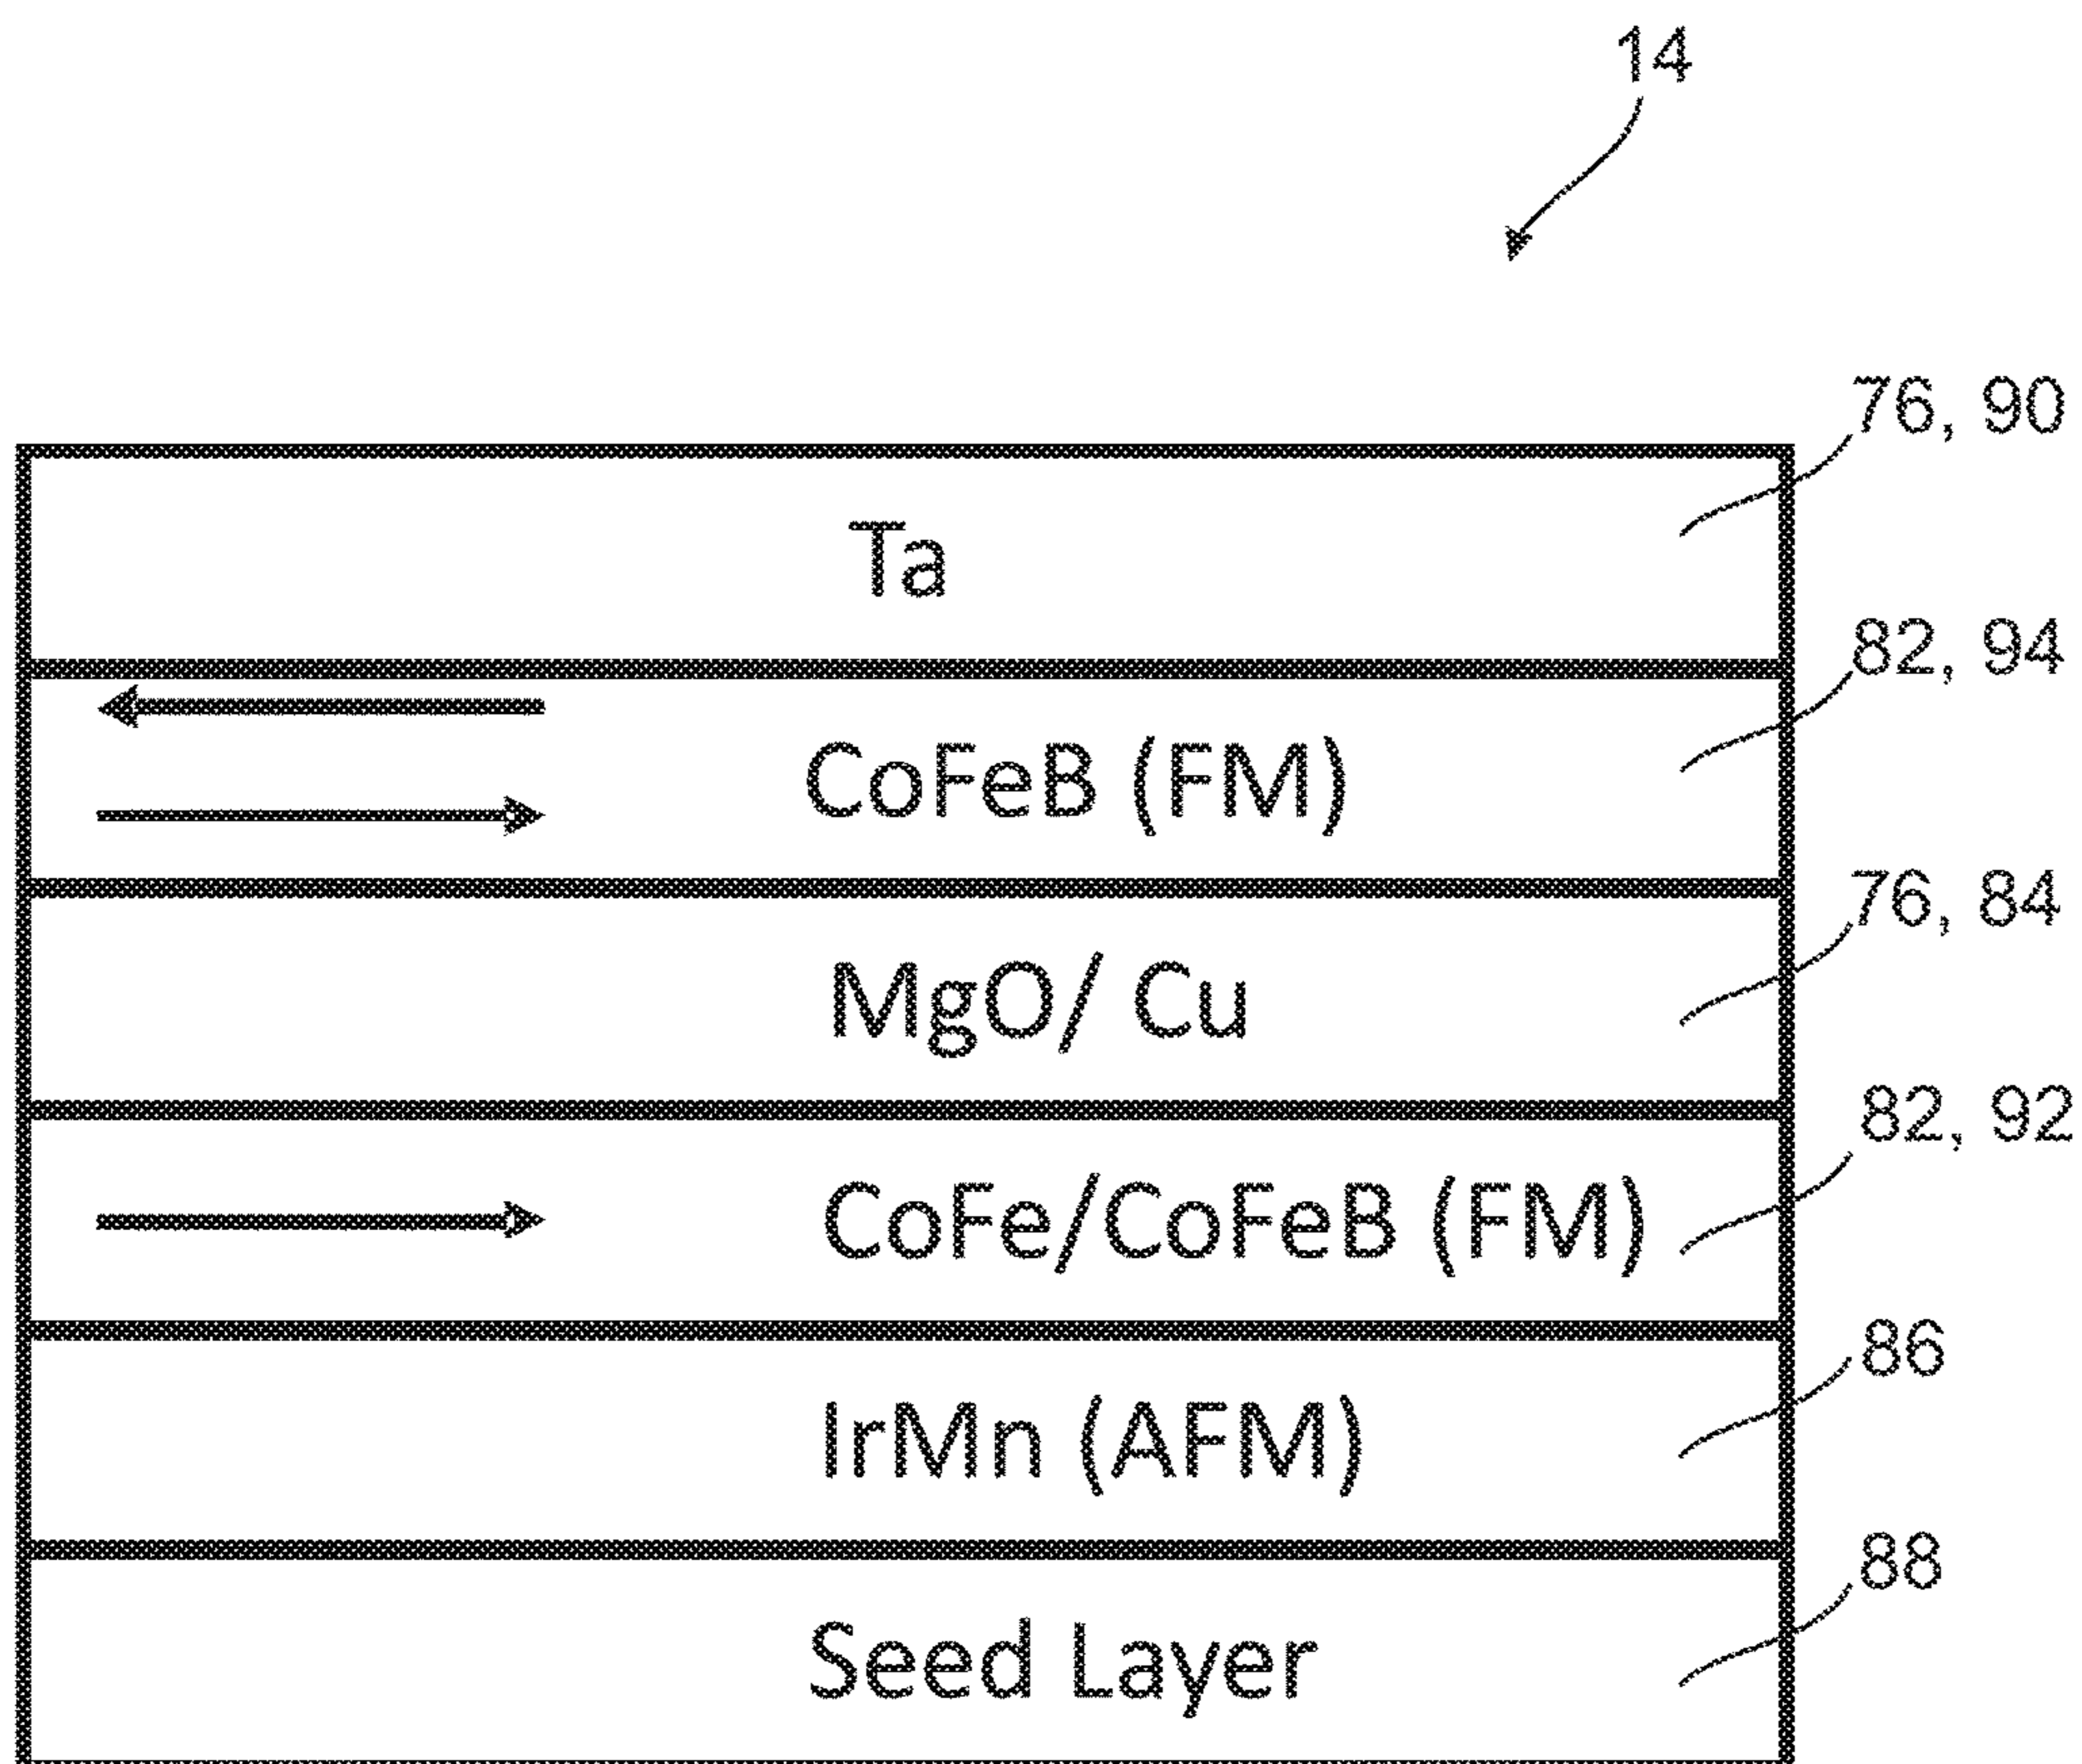 14
76, 90
Ta
82, 94
CoFeB (FM)
76, 84
MgO/ Cu
82, 92
CoFe/CoFeB (FM)
86
IrMn (AFM)
88
Seed Layer